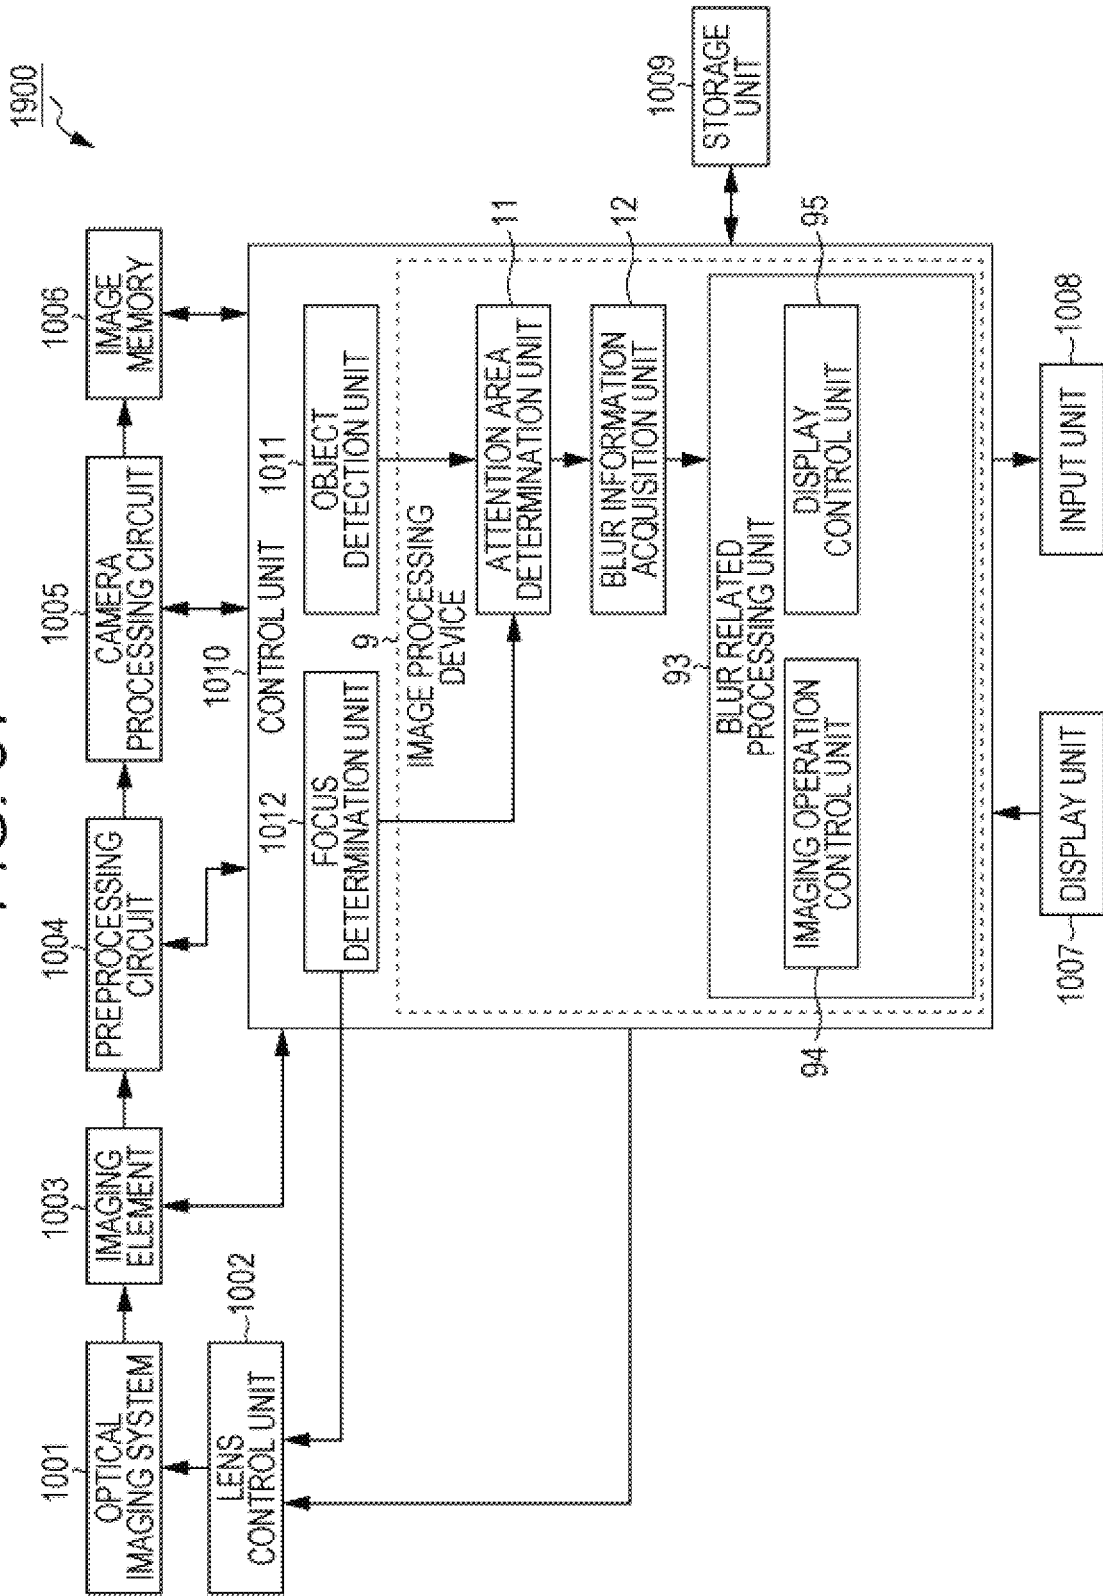 1900
1001
OPTICAL
IMAGING SYSTEM
1002
LENS
CONTROL UNIT
1003
IMAGING
ELEMENT
1004
PREPROCESSING
CIRCUIT
1005
CAMERA
PROCESSING CIRCUIT
1006
IMAGE
MEMORY
1010
CONTROL UNIT
1012
FOCUS
DETERMINATION UNIT
1011
OBJECT
DETECTION UNIT
9
IMAGE PROCESSING
DEVICE
11
ATTENTION AREA
DETERMINATION UNIT
12
BLUR INFORMATION
ACQUISITION UNIT
93
BLUR RELATED
PROCESSING UNIT
94
IMAGING OPERATION
CONTROL UNIT
95
DISPLAY
CONTROL UNIT
1009
STORAGE
UNIT
1007
DISPLAY UNIT
1008
INPUT UNIT